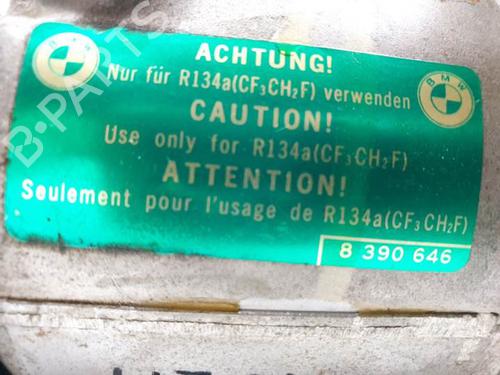 ACHTUNG!
Nur für R134a(CF₃CH₂F) verwenden
CAUTION!
Use only for R134a(CF₃CH₂F)
ATTENTION!
Seulement pour l'usage de R134a(CF₃CH₂F)
8 390 646
BMW
BMW
B-PARTS